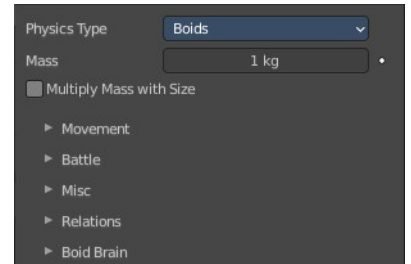 Physics Type Boids
Mass 1 kg
Multiply Mass with Size
Movement
Battle
Misc
Relations
Boid Brain